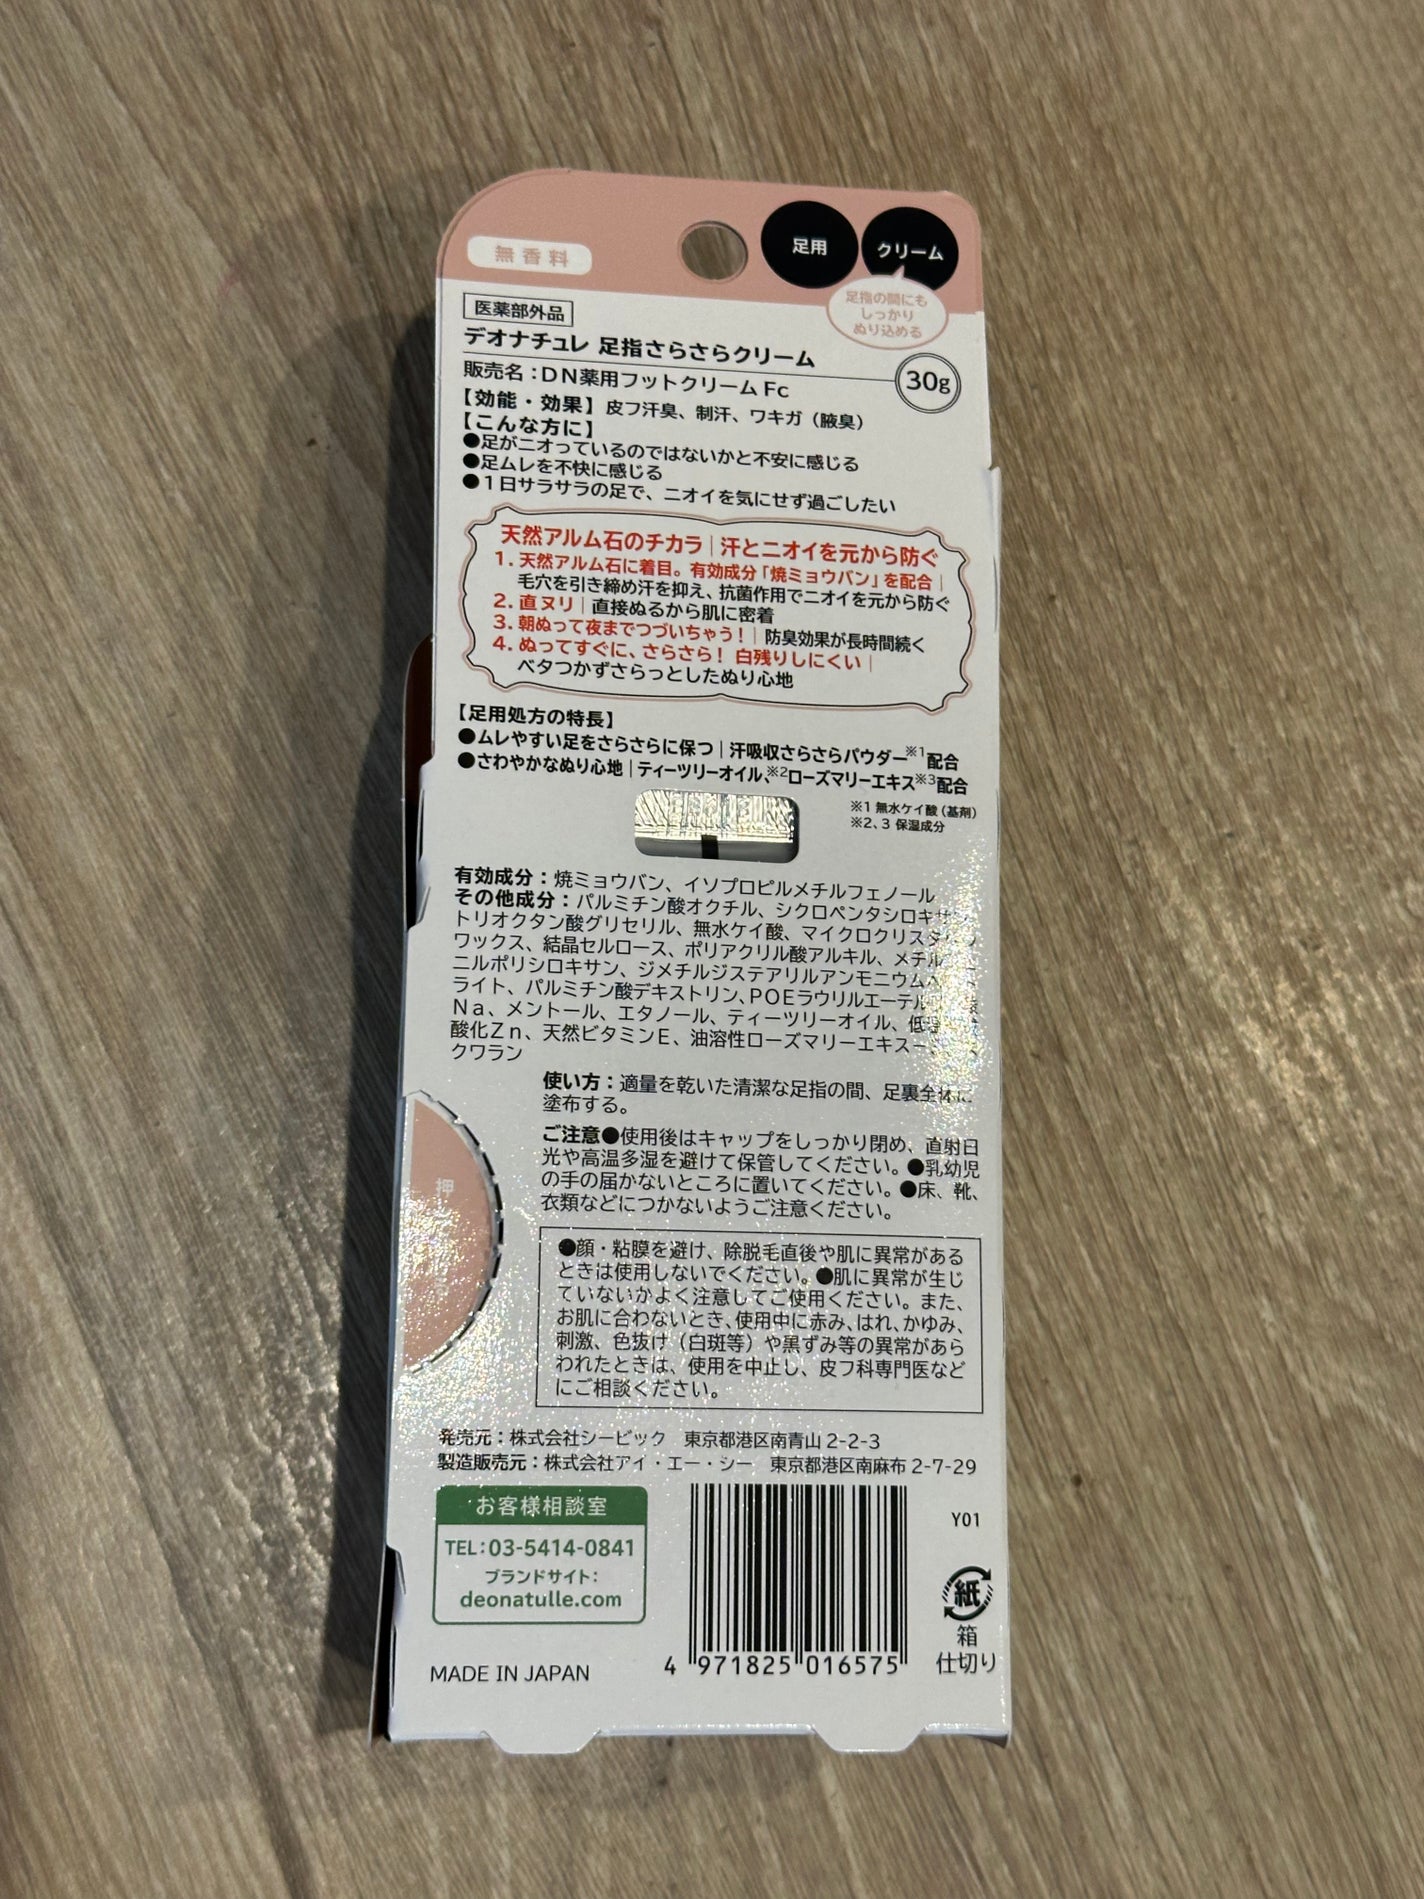 無香料
足用
クリーム
足指の間にも
しっかり
ぬり込める
医薬部外品
デオナチュレ 足指さらさらクリーム
30g
販売名:DN薬用フットクリームFc
【効能・効果】皮フ汗臭、制汗、ワキガ(腋臭)
【こんな方に】
●足がニオっているのではないかと不安に感じる
●足ムレを不快に感じる
●1日サラサラの足で、ニオイを気にせず過ごしたい
天然アルム石のチカラ|汗とニオイを元から防ぐ
1. 天然アルム石に着目。有効成分「焼ミョウバン」を配合|
毛穴を引き締め汗を抑え、抗菌作用でニオイを元から防ぐ
2. 直ヌリ|直接ぬるから肌に密着
3. 朝ぬって夜までつづいちゃう!|防臭効果が長時間続く
4. ぬってすぐに、さらさら! 白残りしにくい|
ベタつかずさらっとしたぬり心地
【足用処方の特長】
●ムレやすい足をさらさらに保つ|汗吸収さらさらパウダー※1配合
●さわやかなぬり心地|ティーツリーオイル、※2ローズマリーエキス※3配合
※1 無水ケイ酸(基剤)
※2、3 保湿成分
有効成分:焼ミョウバン、イソプロピルメチルフェノール
その他成分:パルミチン酸オクチル、シクロペンタシロキサン、
トリオクタン酸グリセリル、無水ケイ酸、マイクロクリスタ
ワックス、結晶セルロース、ポリアクリル酸アルキル、メチル
ニルポリシロキサン、ジメチルジステアリルアンモニウム
ライト、パルミチン酸デキストリン、POEラウリルエーテル
Na、メントール、エタノール、ティーツリーオイル、低温
酸化Zn、天然ビタミンE、油溶性ローズマリーエキス
クワラン
使い方:適量を乾いた清潔な足指の間、足裏全体に
塗布する。
ご注意●使用後はキャップをしっかり閉め、直射日
光や高温多湿を避けて保管してください。●乳幼児
の手の届かないところに置いてください。●床、靴、
衣類などにつかないようご注意ください。
押
●顔・粘膜を避け、除脱毛直後や肌に異常がある
ときは使用しないでください。●肌に異常が生じ
ていないかよく注意してご使用ください。また、
お肌に合わないとき、使用中に赤み、はれ、かゆみ、
刺激、色抜け(白斑等)や黒ずみ等の異常があら
われたときは、使用を中止し、皮フ科専門医など
にご相談ください。
発売元:株式会社シービック 東京都港区南青山2-2-3
製造販売元:株式会社アイ・エー・シー 東京都港区南麻布2-7-29
お客様相談室
TEL:03-5414-0841
ブランドサイト:
deonatulle.com
Y01
紙
箱
仕切り
MADE IN JAPAN
4 971825 016575